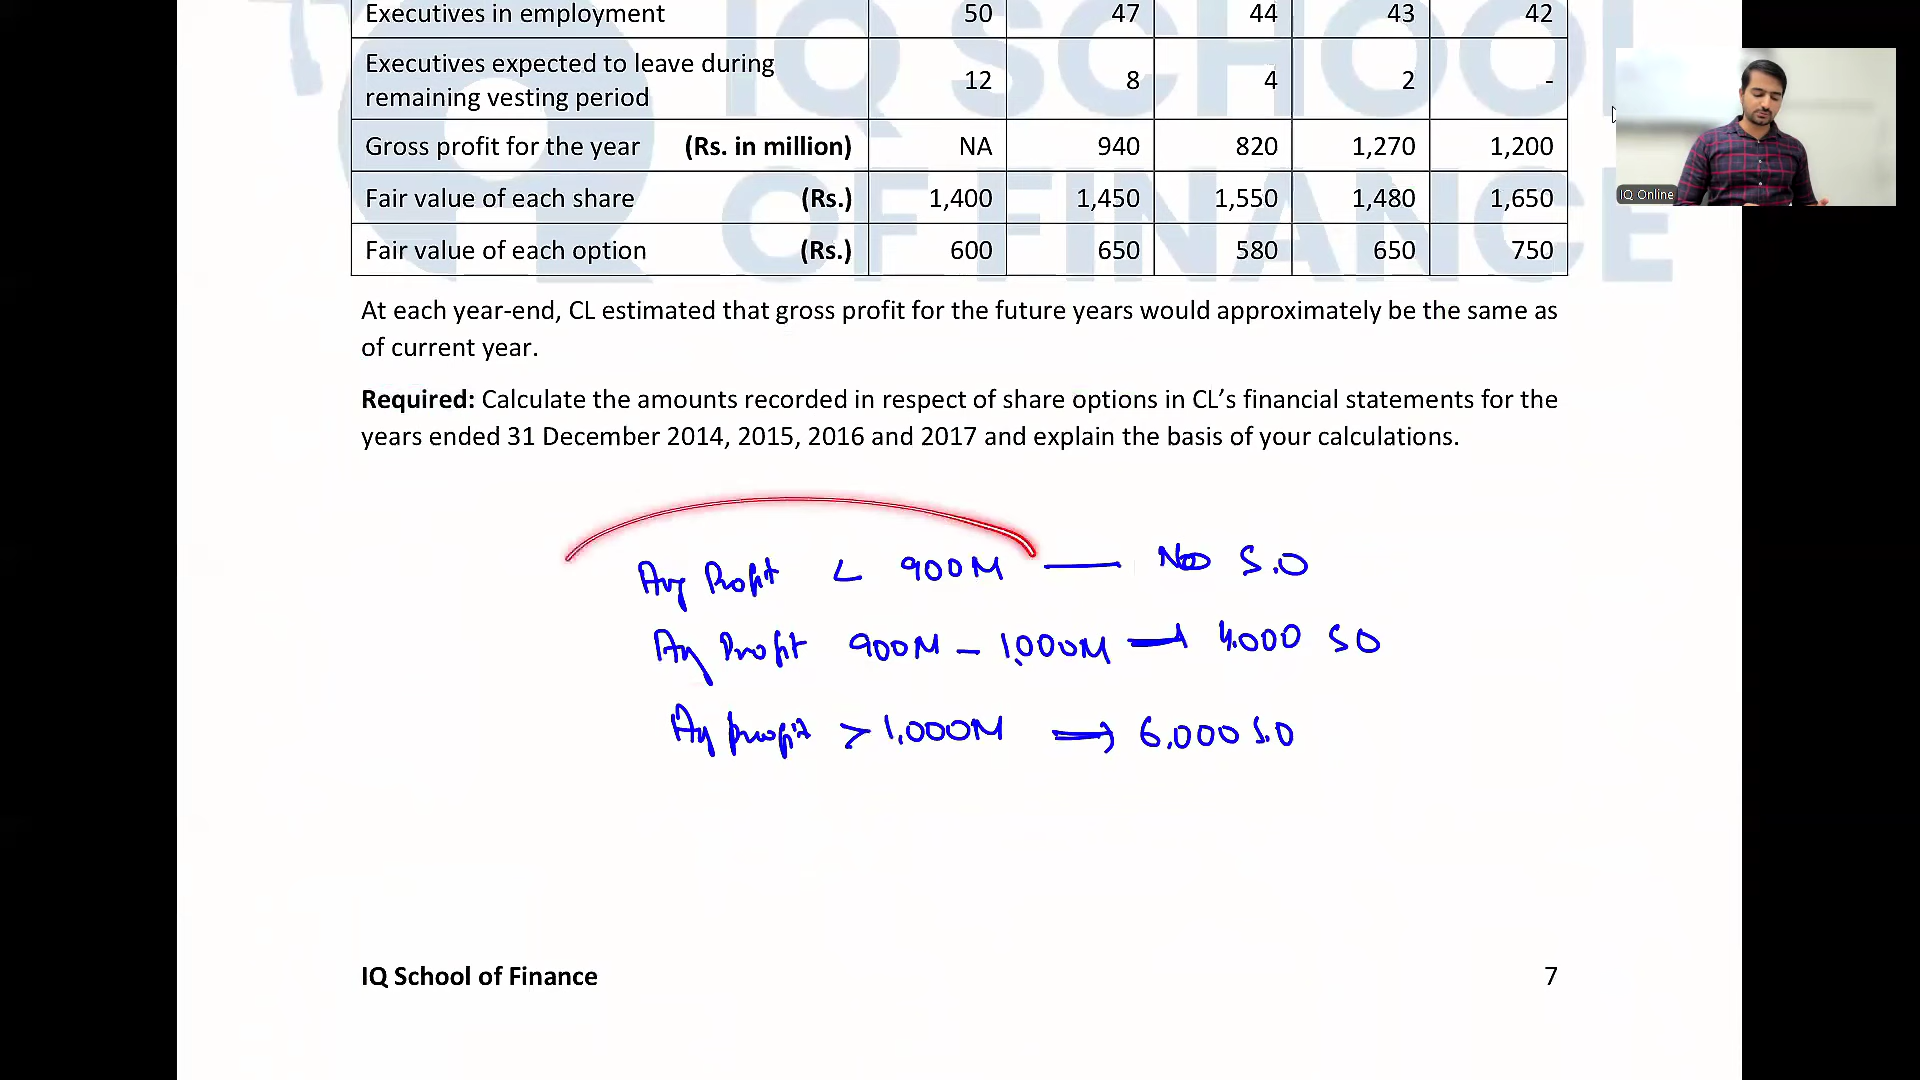 Executives in employment 50 47 44 43 42
Executives expected to leave during
remaining vesting period 12 8 4 2 -
Gross profit for the year (Rs. in million) NA 940 820 1,270 1,200
Fair value of each share (Rs.) 1,400 1,450 1,550 1,480 1,650
Fair value of each option (Rs.) 600 650 580 650 750
IQ SCHOOL
OF FINANCE
IQ Online
At each year-end, CL estimated that gross profit for the future years would approximately be the same as
of current year.
Required: Calculate the amounts recorded in respect of share options in CL’s financial statements for the
years ended 31 December 2014, 2015, 2016 and 2017 and explain the basis of your calculations.
Avg Profit < 900M — No S.O
Avg Profit 900M - 1,000M → 4,000 SO
Avg profit > 1,000M → 6,000 S.O
IQ School of Finance 7